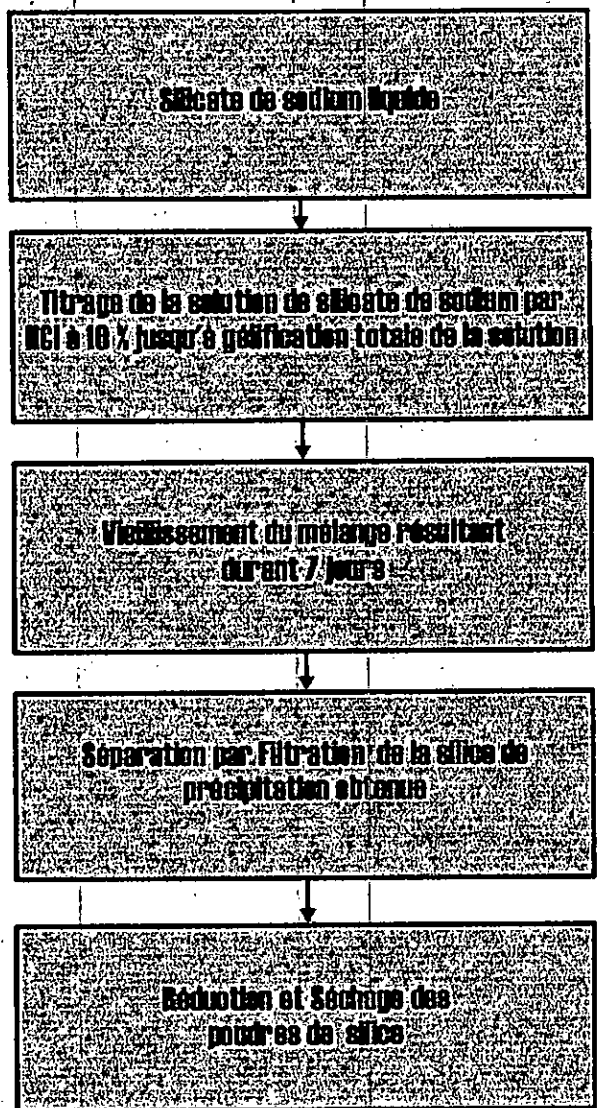 Silicate de sodium liquide
Titrage de la solution de silicate de sodium par
HCl à 10 % jusqu'à gélification totale de la solution
Vieillissement du mélange résultant
durant 7 jours
Séparation par Filtration de la silice de
précipitation obtenue
Réduction et Séchage des
poudres de silice